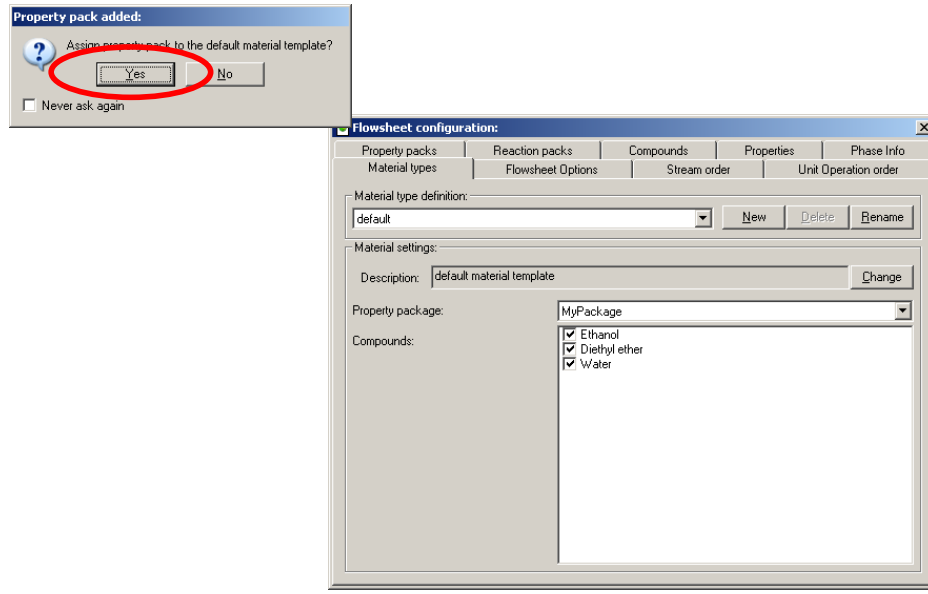 Property pack added:
Assign property pack to the default material template?
Yes No
Never ask again
Flowsheet configuration:
Property packs Reaction packs Compounds Properties Phase Info
Material types Flowsheet Options Stream order Unit Operation order
Material type definition:
default New Delete Rename
Material settings:
Description: default material template Change
Property package: MyPackage
Compounds: Ethanol
Diethyl ether
Water